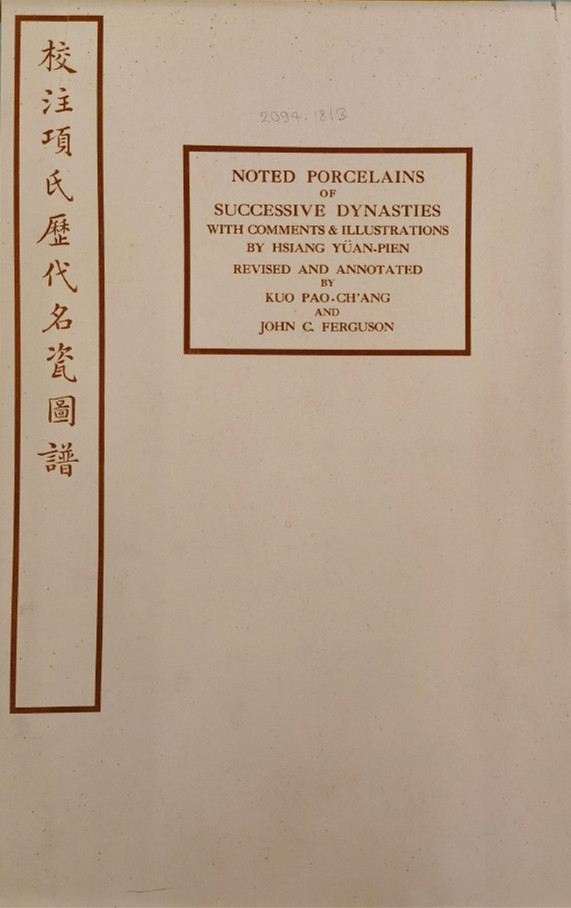 校注項氏歷代名瓷圖譜
2094.1813
NOTED PORCELAINS
OF
SUCCESSIVE DYNASTIES
WITH COMMENTS & ILLUSTRATIONS
BY HSIANG YÜAN-PIEN
REVISED AND ANNOTATED
BY
KUO PAO-CH'ANG
AND
JOHN C. FERGUSON